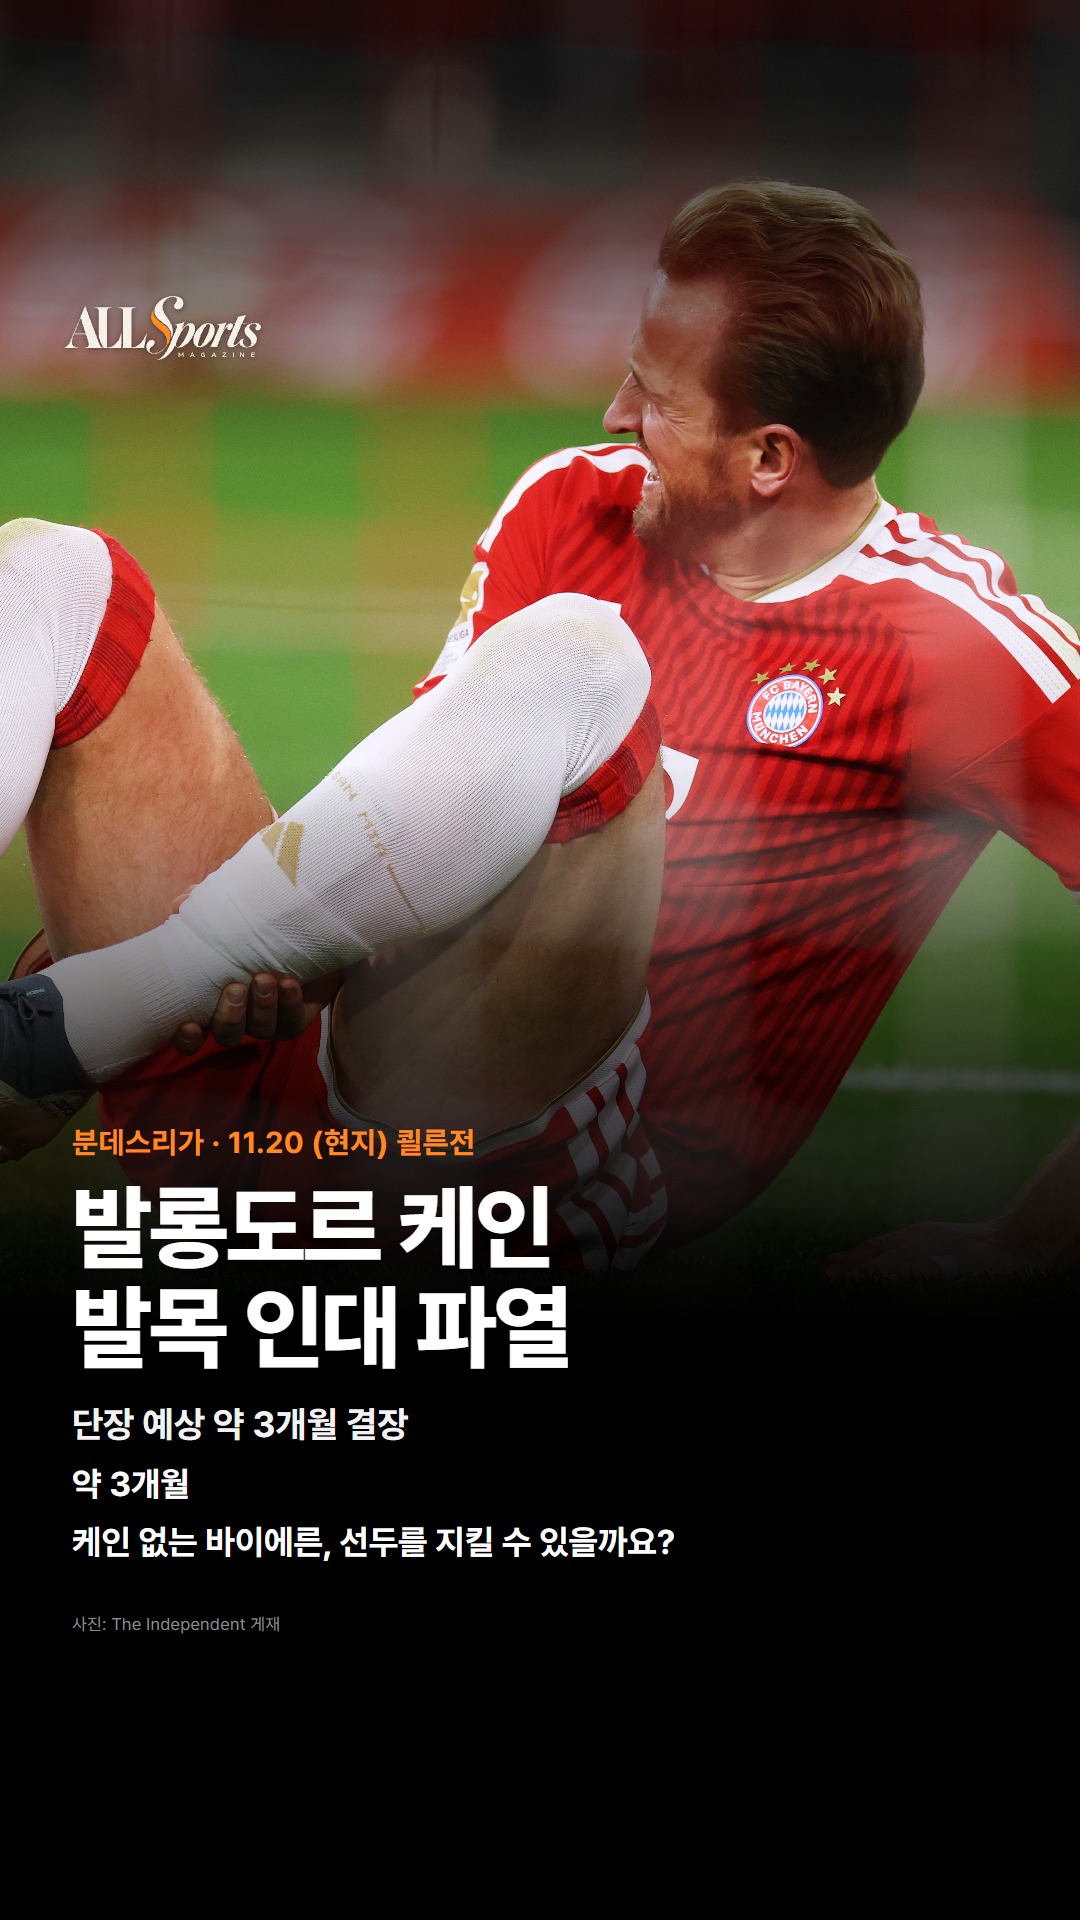 ALL Sports
MAGAZINE
FC BAYERN
MÜNCHEN
분데스리가 · 11.20 (현지) 쾰른전
발롱도르 케인
발목 인대 파열
단장 예상 약 3개월 결장
약 3개월
케인 없는 바이에른, 선두를 지킬 수 있을까요?
사진: The Independent 게재